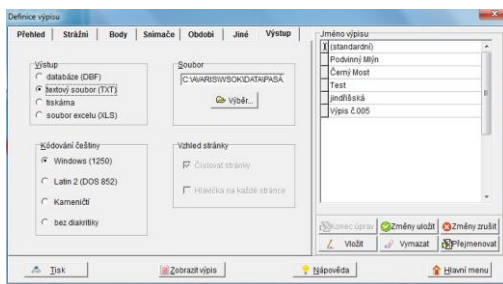 Definice výpisu
Přehled Strážní Body Snímače Období Jiné Výstup
Výstup
databáze (DBF)
textový soubor (TXT)
tiskárna
soubor excelu (XLS)
Soubor
C:\AVARIS\WSOK\DATA\PASA
Výběr...
Kódování češtiny
Windows (1250)
Latin 2 (DOS 852)
Kameničtí
bez diakritiky
Vzhled stránky
Číslovat stránky
Hlavička na každé stránce
Jméno výpisu
(standardní)
Podvinný Mlýn
Černý Most
Test
jindřišská
Výpis č.005
Konec úprav Změny uložit Změny zrušit
Vložit Vymazat Přejmenovat
Tisk Zobrazit výpis Nápověda Hlavní menu